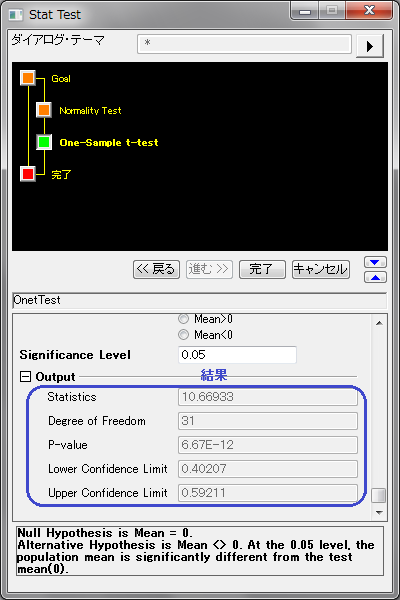 Stat Test
ダイアログ・テーマ
*
Goal
Normality Test
One-Sample t-test
完了
<< 戻る 進む >> 完了 キャンセル
OnetTest
Mean>0
Mean<0
Significance Level 0.05
Output 結果
Statistics 10.66933
Degree of Freedom 31
P-value 6.67E-12
Lower Confidence Limit 0.40207
Upper Confidence Limit 0.59211
Null Hypothesis is Mean = 0.
Alternative Hypothesis is Mean <> 0. At the 0.05 level, the
population mean is significantly different from the test
mean(0).